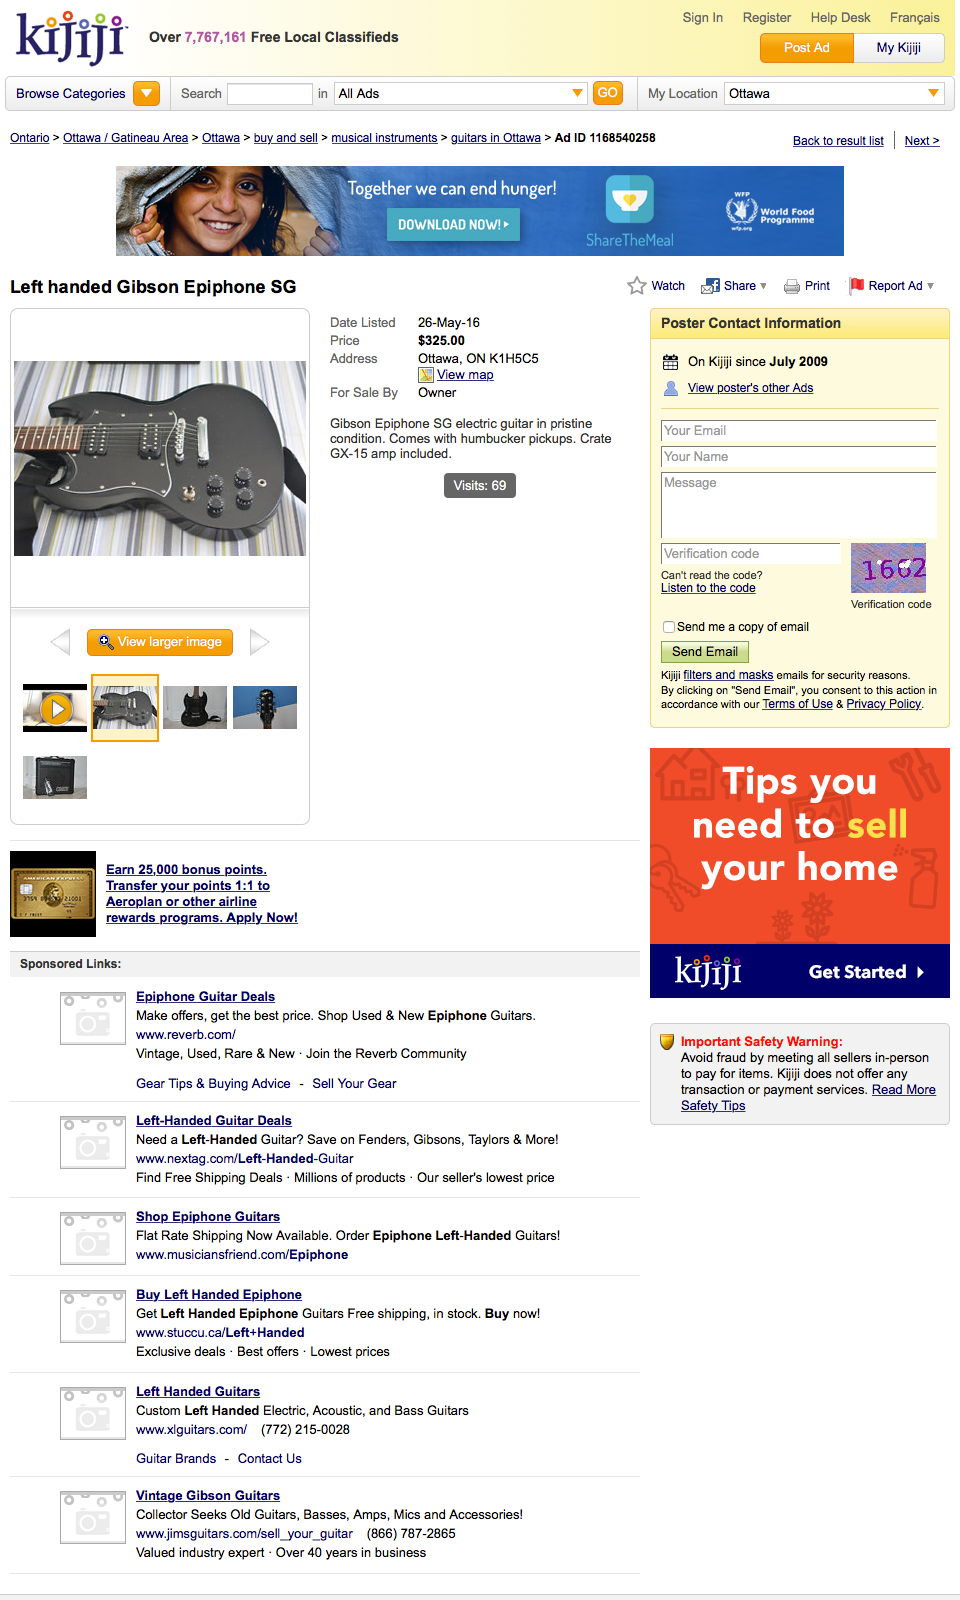 kijiji
Over 7,767,161 Free Local Classifieds
Sign In Register Help Desk Français
Post Ad My Kijiji
Browse Categories Search in All Ads GO My Location Ottawa
Ontario > Ottawa / Gatineau Area > Ottawa > buy and sell > musical instruments > guitars in Ottawa > Ad ID 1168540258
Back to result list Next >
Together we can end hunger!
DOWNLOAD NOW!
ShareTheMeal
WFP
wfp.org
World Food
Programme
Left handed Gibson Epiphone SG
Watch Share Print Report Ad
Date Listed 26-May-16
Price $325.00
Address Ottawa, ON K1H5C5
View map
For Sale By Owner
Gibson Epiphone SG electric guitar in pristine
condition. Comes with humbucker pickups. Crate
GX-15 amp included.
Visits: 69
View larger image
Poster Contact Information
On Kijiji since July 2009
View poster's other Ads
Your Email
Your Name
Message
Verification code
1662
Can't read the code?
Listen to the code
Verification code
Send me a copy of email
Send Email
Kijiji filters and masks emails for security reasons.
By clicking on "Send Email", you consent to this action in
accordance with our Terms of Use & Privacy Policy.
Tips you
need to sell
your home
kijiji
Get Started
Important Safety Warning:
Avoid fraud by meeting all sellers in-person
to pay for items. Kijiji does not offer any
transaction or payment services. Read More
Safety Tips
AMERICAN EXPRESS
Earn 25,000 bonus points.
Transfer your points 1:1 to
Aeroplan or other airline
rewards programs. Apply Now!
Sponsored Links:
Epiphone Guitar Deals
Make offers, get the best price. Shop Used & New Epiphone Guitars.
www.reverb.com/
Vintage, Used, Rare & New · Join the Reverb Community
Gear Tips & Buying Advice - Sell Your Gear
Left-Handed Guitar Deals
Need a Left-Handed Guitar? Save on Fenders, Gibsons, Taylors & More!
www.nextag.com/Left-Handed-Guitar
Find Free Shipping Deals · Millions of products · Our seller's lowest price
Shop Epiphone Guitars
Flat Rate Shipping Now Available. Order Epiphone Left-Handed Guitars!
www.musiciansfriend.com/Epiphone
Buy Left Handed Epiphone
Get Left Handed Epiphone Guitars Free shipping, in stock. Buy now!
www.stuccu.ca/Left+Handed
Exclusive deals · Best offers · Lowest prices
Left Handed Guitars
Custom Left Handed Electric, Acoustic, and Bass Guitars
www.xlguitars.com/ (772) 215-0028
Guitar Brands - Contact Us
Vintage Gibson Guitars
Collector Seeks Old Guitars, Basses, Amps, Mics and Accessories!
www.jimsguitars.com/sell_your_guitar (866) 787-2865
Valued industry expert · Over 40 years in business